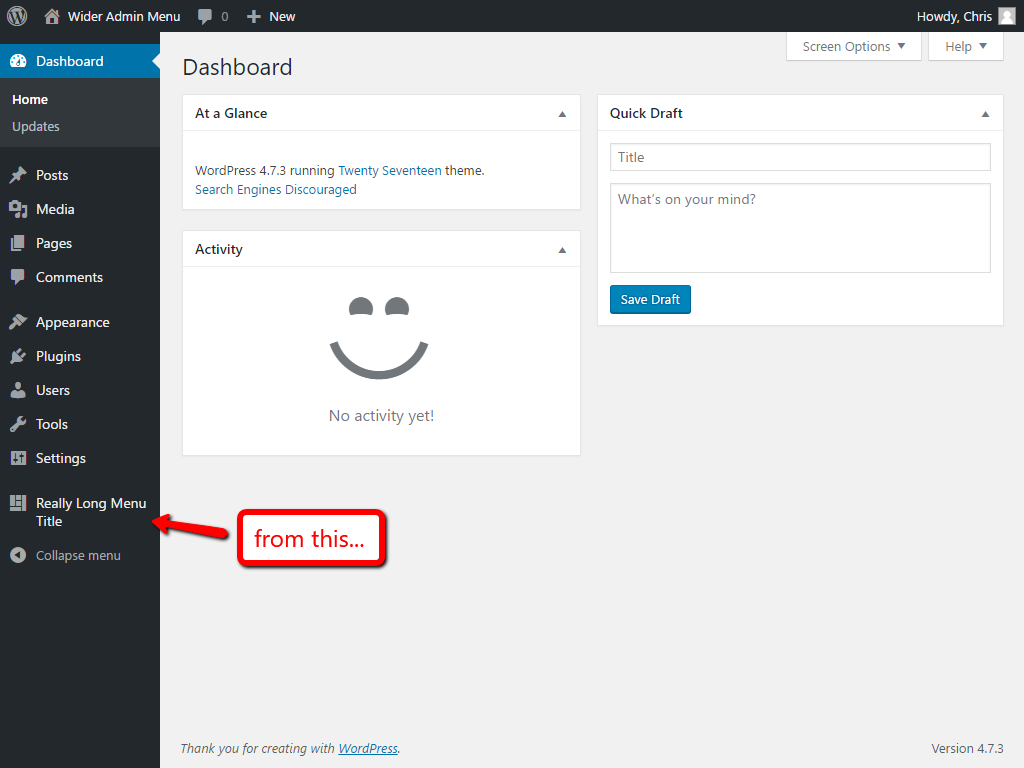 Wider Admin Menu 0 New Howdy, Chris
Dashboard
Home
Updates
Posts
Media
Pages
Comments
Appearance
Plugins
Users
Tools
Settings
Really Long Menu
Title
Collapse menu
Screen Options Help
Dashboard
At a Glance
WordPress 4.7.3 running Twenty Seventeen theme.
Search Engines Discouraged
Activity
No activity yet!
Quick Draft
Title
What's on your mind?
Save Draft
from this...
Thank you for creating with WordPress.
Version 4.7.3